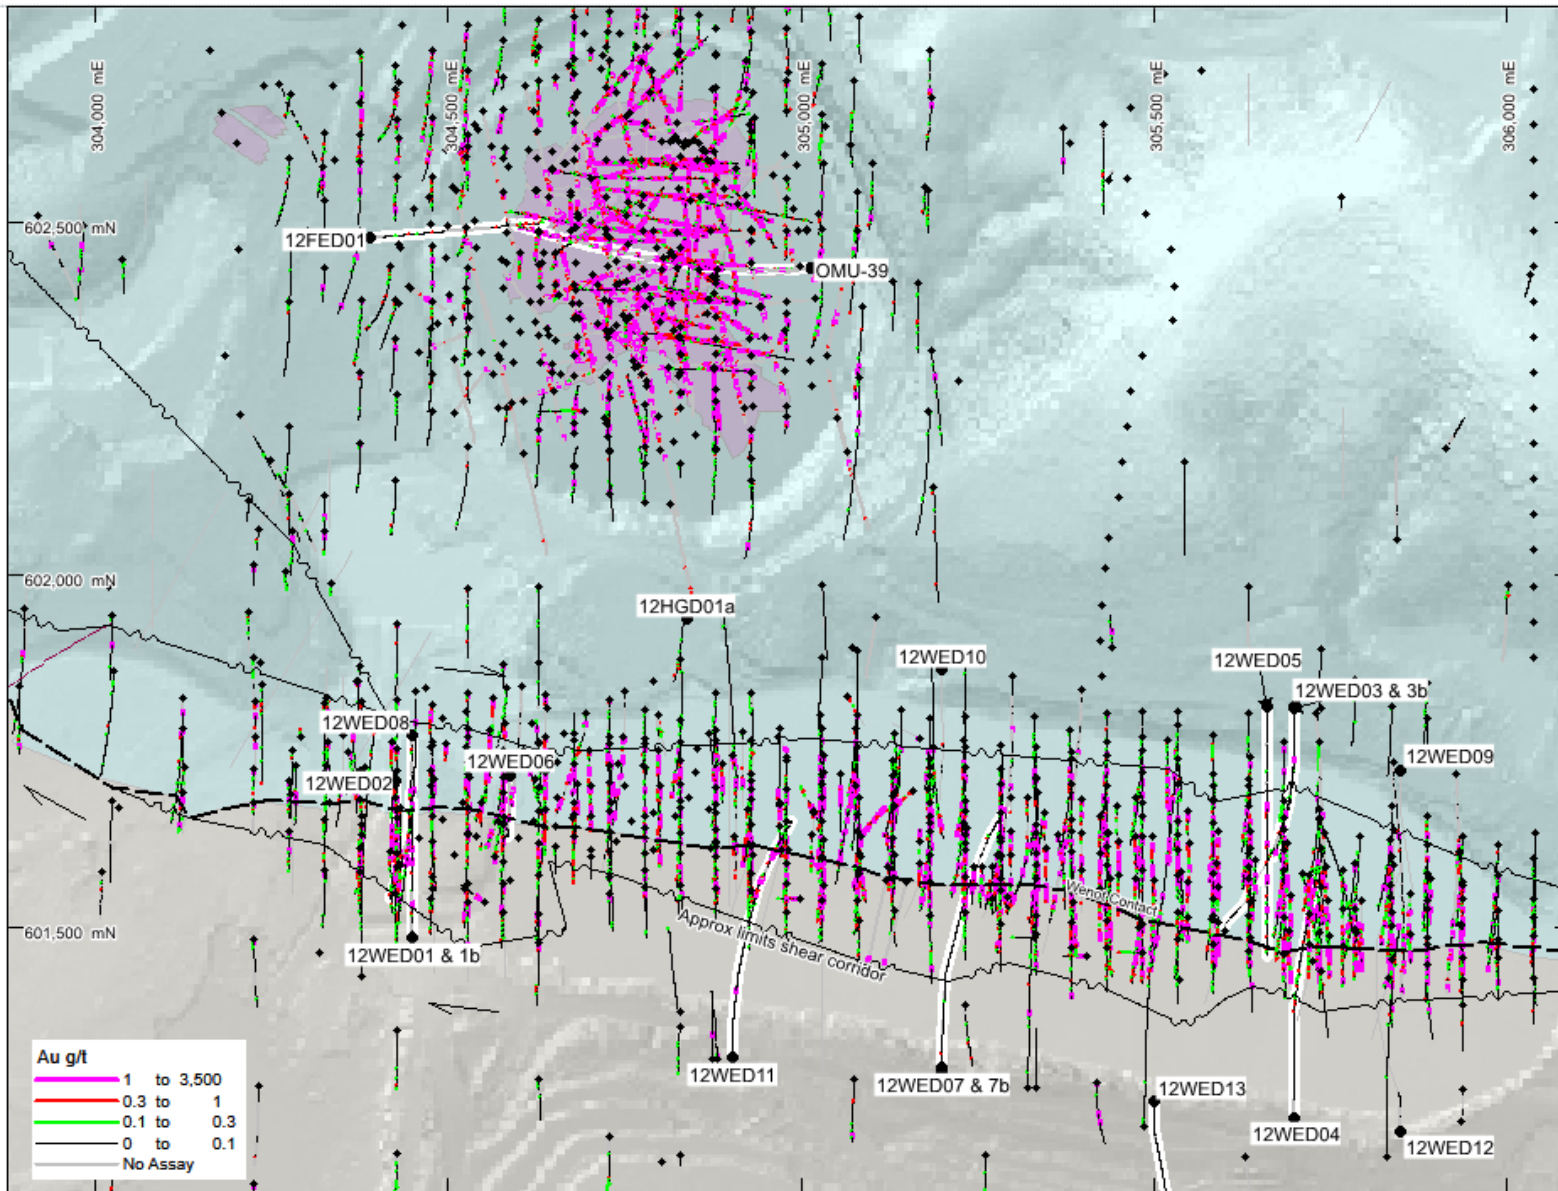 304,000 mE
304,500 mE
305,000 mE
305,500 mE
306,000 mE
602,500 mN
12FED01
OMU-39
602,000 mN
12HGD01a
12WED10
12WED05
12WED03 & 3b
12WED08
12WED06
12WED09
12WED02
Wenot Contact
Approx limits shear corridor
601,500 mN
12WED01 & 1b
12WED11
12WED07 & 7b
12WED13
12WED04
12WED12
Au g/t
1 to 3,500
0.3 to 1
0.1 to 0.3
0 to 0.1
No Assay